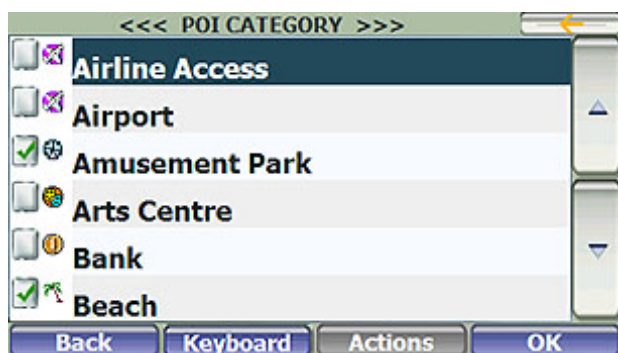 <<< POI CATEGORY >>>
Airline Access
Airport
Amusement Park
Arts Centre
Bank
Beach
Back Keyboard Actions OK